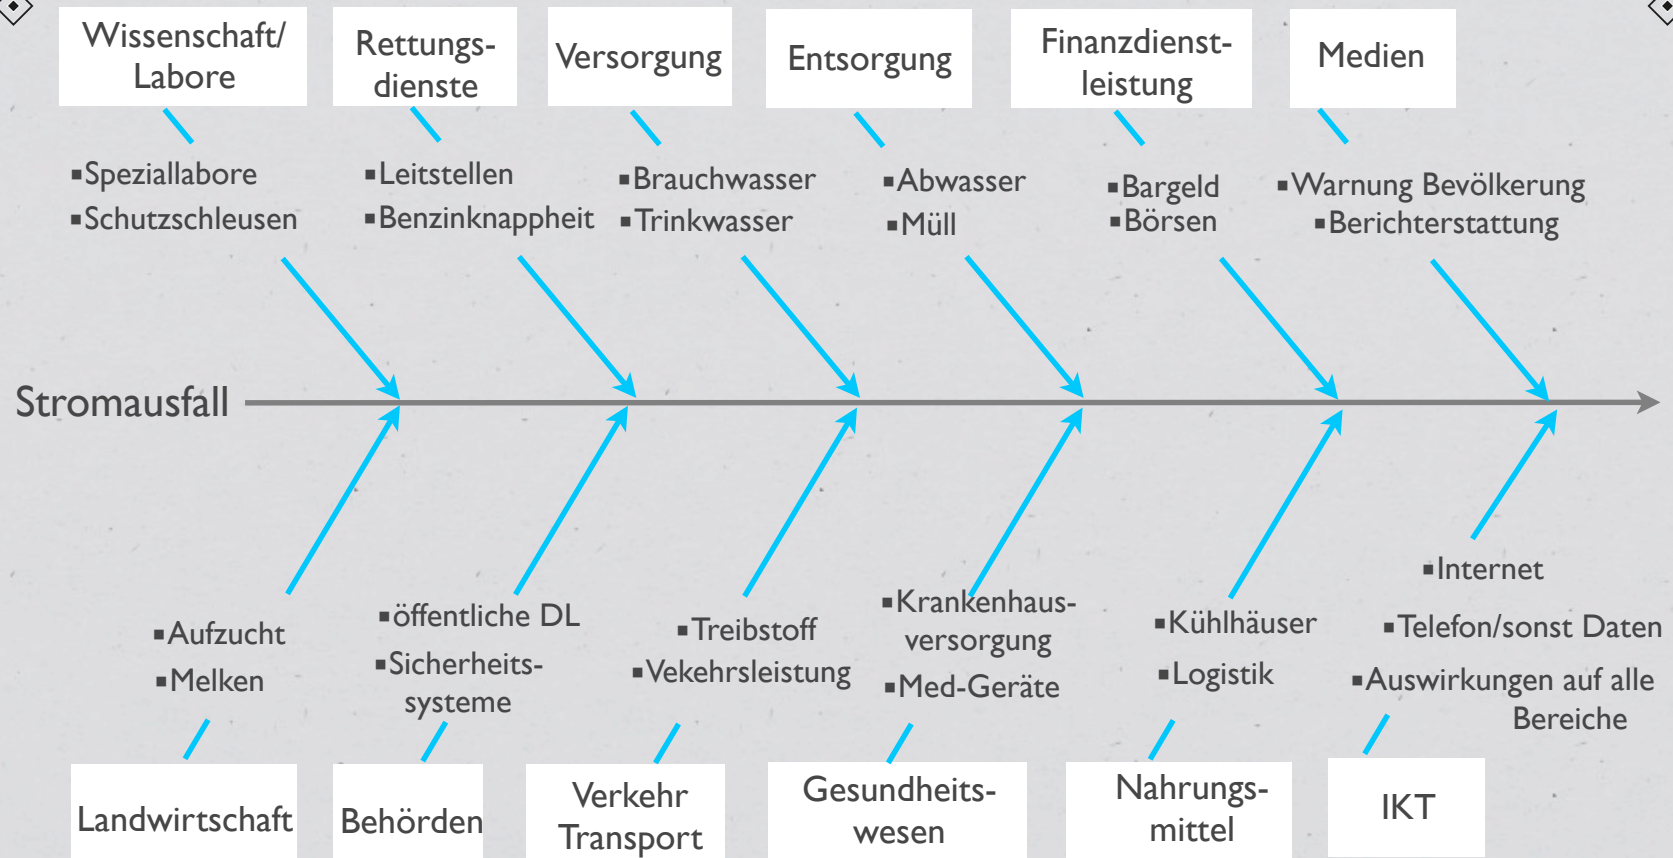 Wissenschaft/
Labore
▪Speziallabore
▪Schutzschleusen
Rettungs-
dienste
▪Leitstellen
▪Benzinknappheit
Versorgung
▪Brauchwasser
▪Trinkwasser
Entsorgung
▪Abwasser
▪Müll
Finanzdienst-
leistung
▪Bargeld
▪Börsen
Medien
▪Warnung Bevölkerung
▪Berichterstattung
Stromausfall
▪Aufzucht
▪Melken
Landwirtschaft
▪öffentliche DL
▪Sicherheits-
systeme
Behörden
▪Treibstoff
▪Vekehrsleistung
Verkehr
Transport
▪Krankenhaus-
versorgung
▪Med-Geräte
Gesundheits-
wesen
▪Kühlhäuser
▪Logistik
Nahrungs-
mittel
▪Internet
▪Telefon/sonst Daten
▪Auswirkungen auf alle
Bereiche
IKT